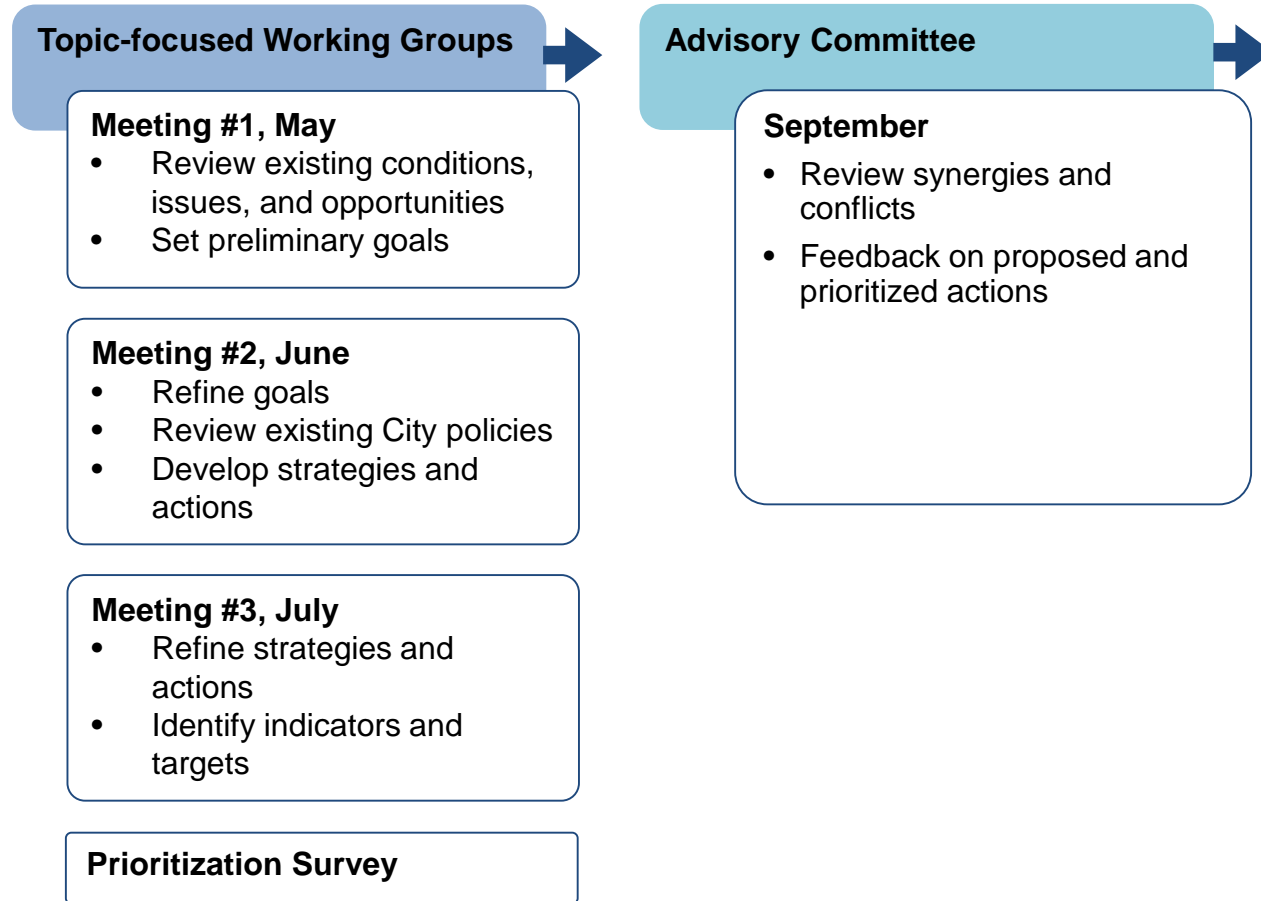 Topic-focused Working Groups
Meeting #1, May
• Review existing conditions,
issues, and opportunities
• Set preliminary goals
Meeting #2, June
• Refine goals
• Review existing City policies
• Develop strategies and
actions
Meeting #3, July
• Refine strategies and
actions
• Identify indicators and
targets
Prioritization Survey
Advisory Committee
September
• Review synergies and
conflicts
• Feedback on proposed and
prioritized actions